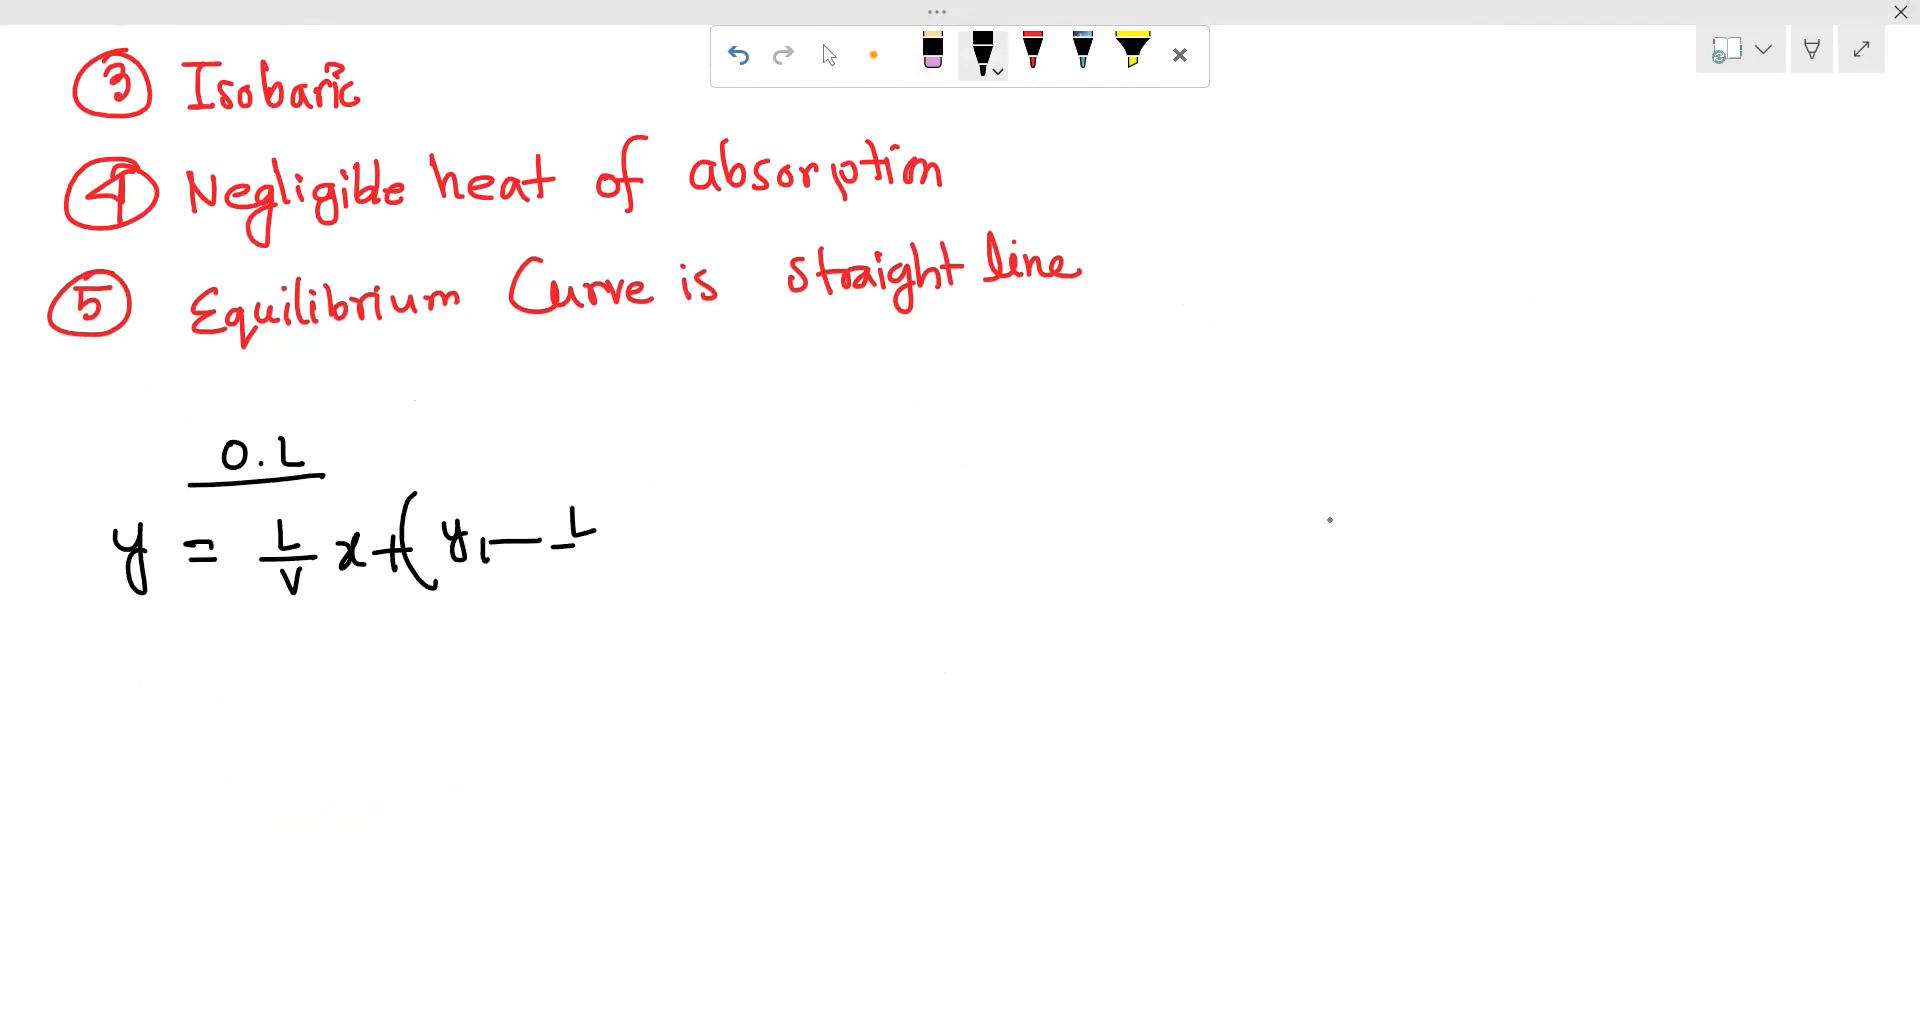 ③ Isobaric
④ Negligible heat of absorption
⑤ Equilibrium Curve is straight line
O.L
y = L/V x + ( y₁ — L